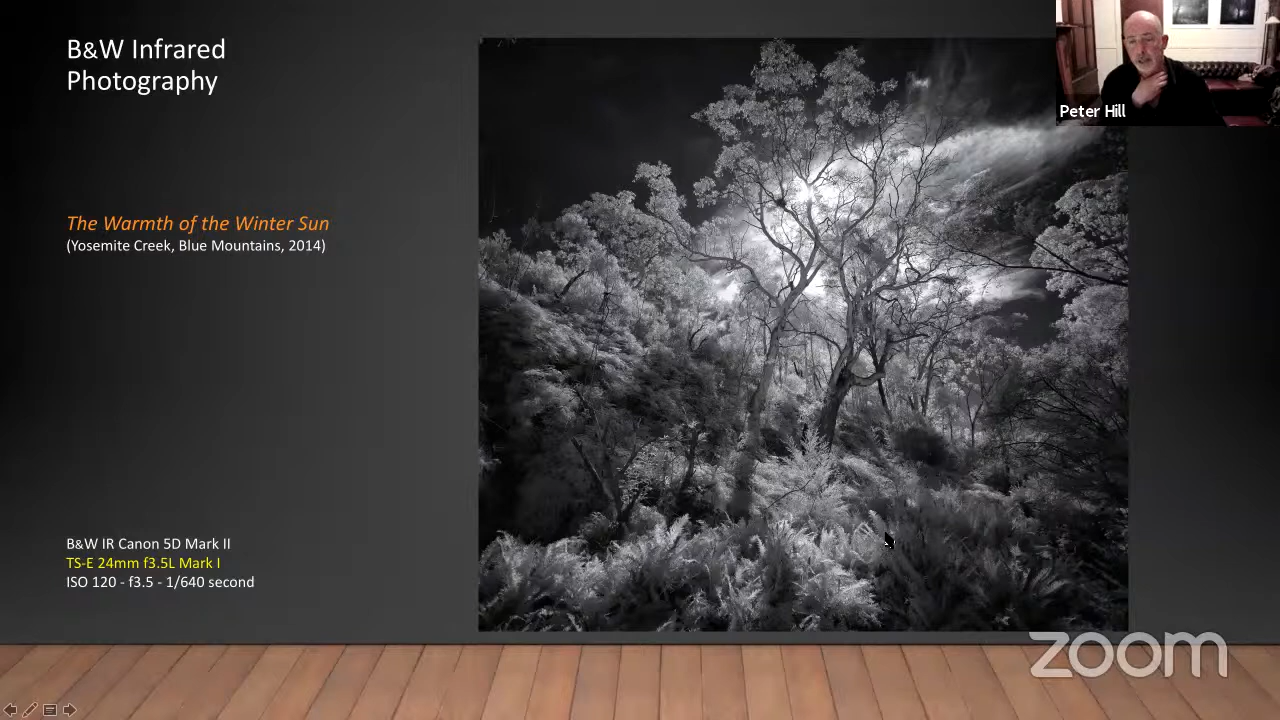 B&W Infrared
Photography
Peter Hill
The Warmth of the Winter Sun
(Yosemite Creek, Blue Mountains, 2014)
B&W IR Canon 5D Mark II
TS-E 24mm f3.5L Mark I
ISO 120 - f3.5 - 1/640 second
zoom